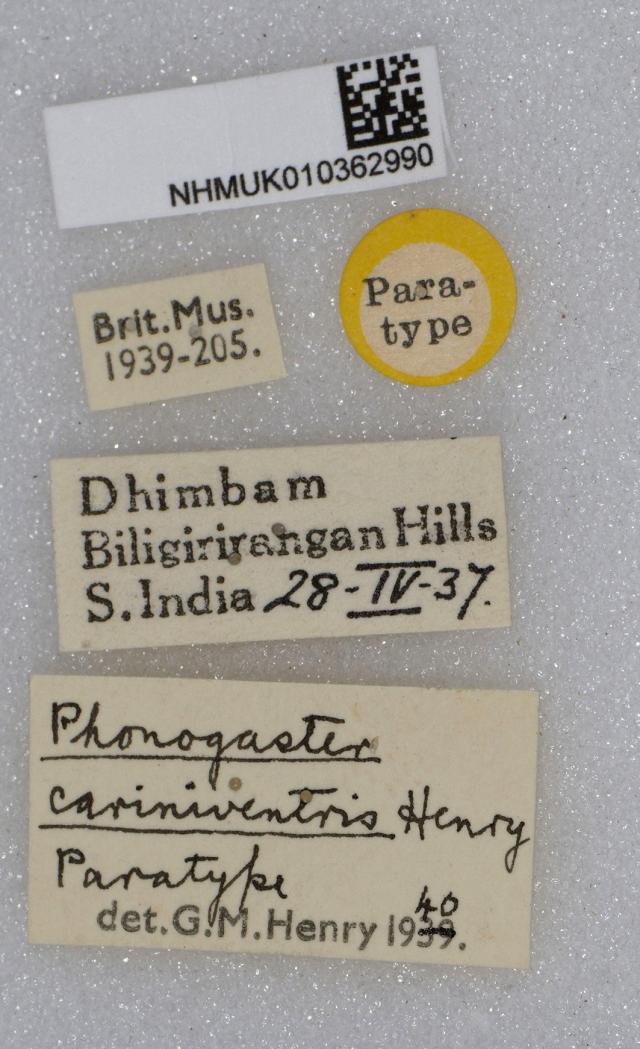 NHMUK010362990
Brit.Mus.
1939-205.
Para-
type
Dhimbam
Biligirirangan Hills
S.India 28-IV-37.
Phonogaster
cariniventris Henry
Paratype
40
det.G.M.Henry 1939.